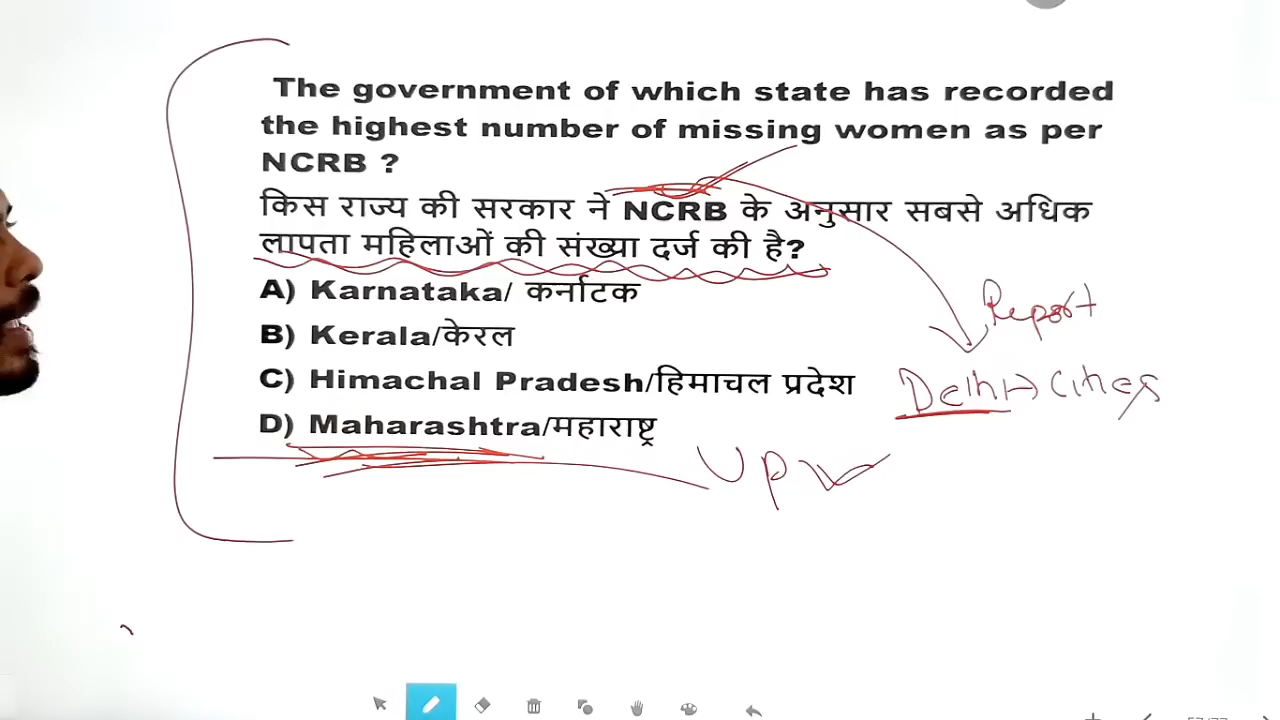 The government of which state has recorded
the highest number of missing women as per
NCRB ?
किस राज्य की सरकार ने NCRB के अनुसार सबसे अधिक
लापता महिलाओं की संख्या दर्ज की है?
A) Karnataka/ कर्नाटक
B) Kerala/केरल
Report
C) Himachal Pradesh/हिमाचल प्रदेश
Delhi Cities
D) Maharashtra/महाराष्ट्र
UP